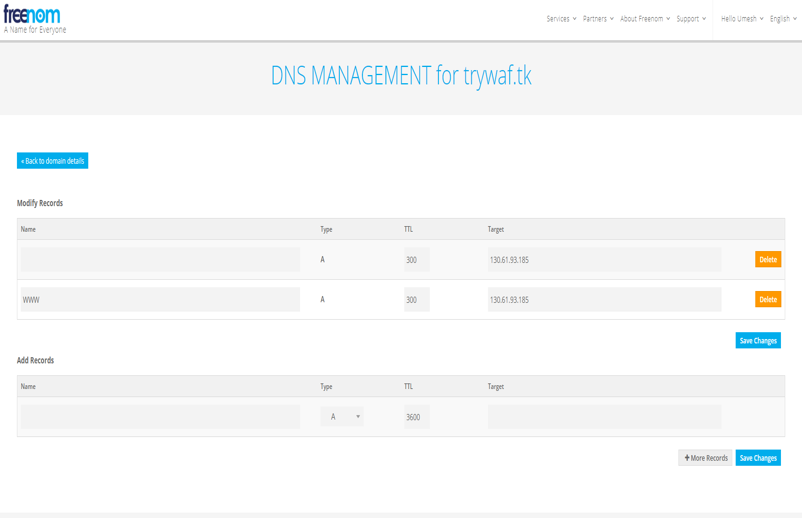 freenom
A Name for Everyone
Services Partners About Freenom Support Hello Umesh English
DNS MANAGEMENT for trywaf.tk
« Back to domain details
Modify Records
Name Type TTL Target
A 300 130.61.93.185 Delete
WWW A 300 130.61.93.185 Delete
Save Changes
Add Records
Name Type TTL Target
A 3600
+ More Records Save Changes